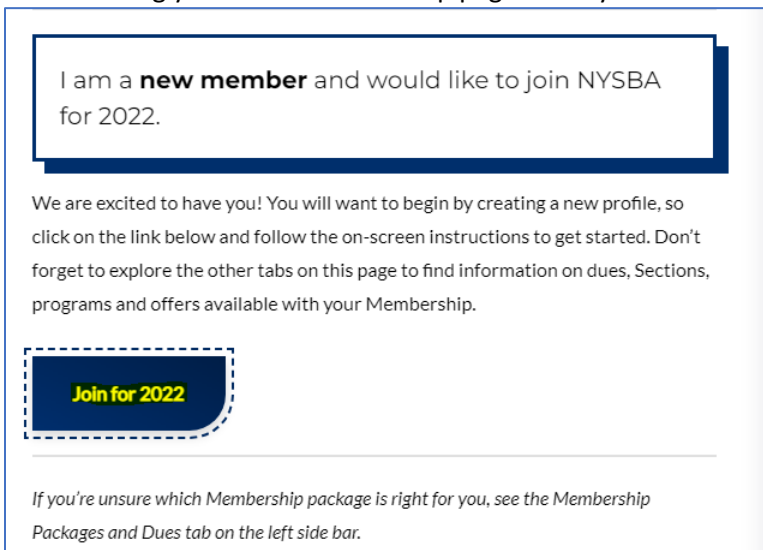 I am a new member and would like to join NYSBA
for 2022.
We are excited to have you! You will want to begin by creating a new profile, so
click on the link below and follow the on-screen instructions to get started. Don’t
forget to explore the other tabs on this page to find information on dues, Sections,
programs and offers available with your Membership.
Join for 2022
If you’re unsure which Membership package is right for you, see the Membership
Packages and Dues tab on the left side bar.